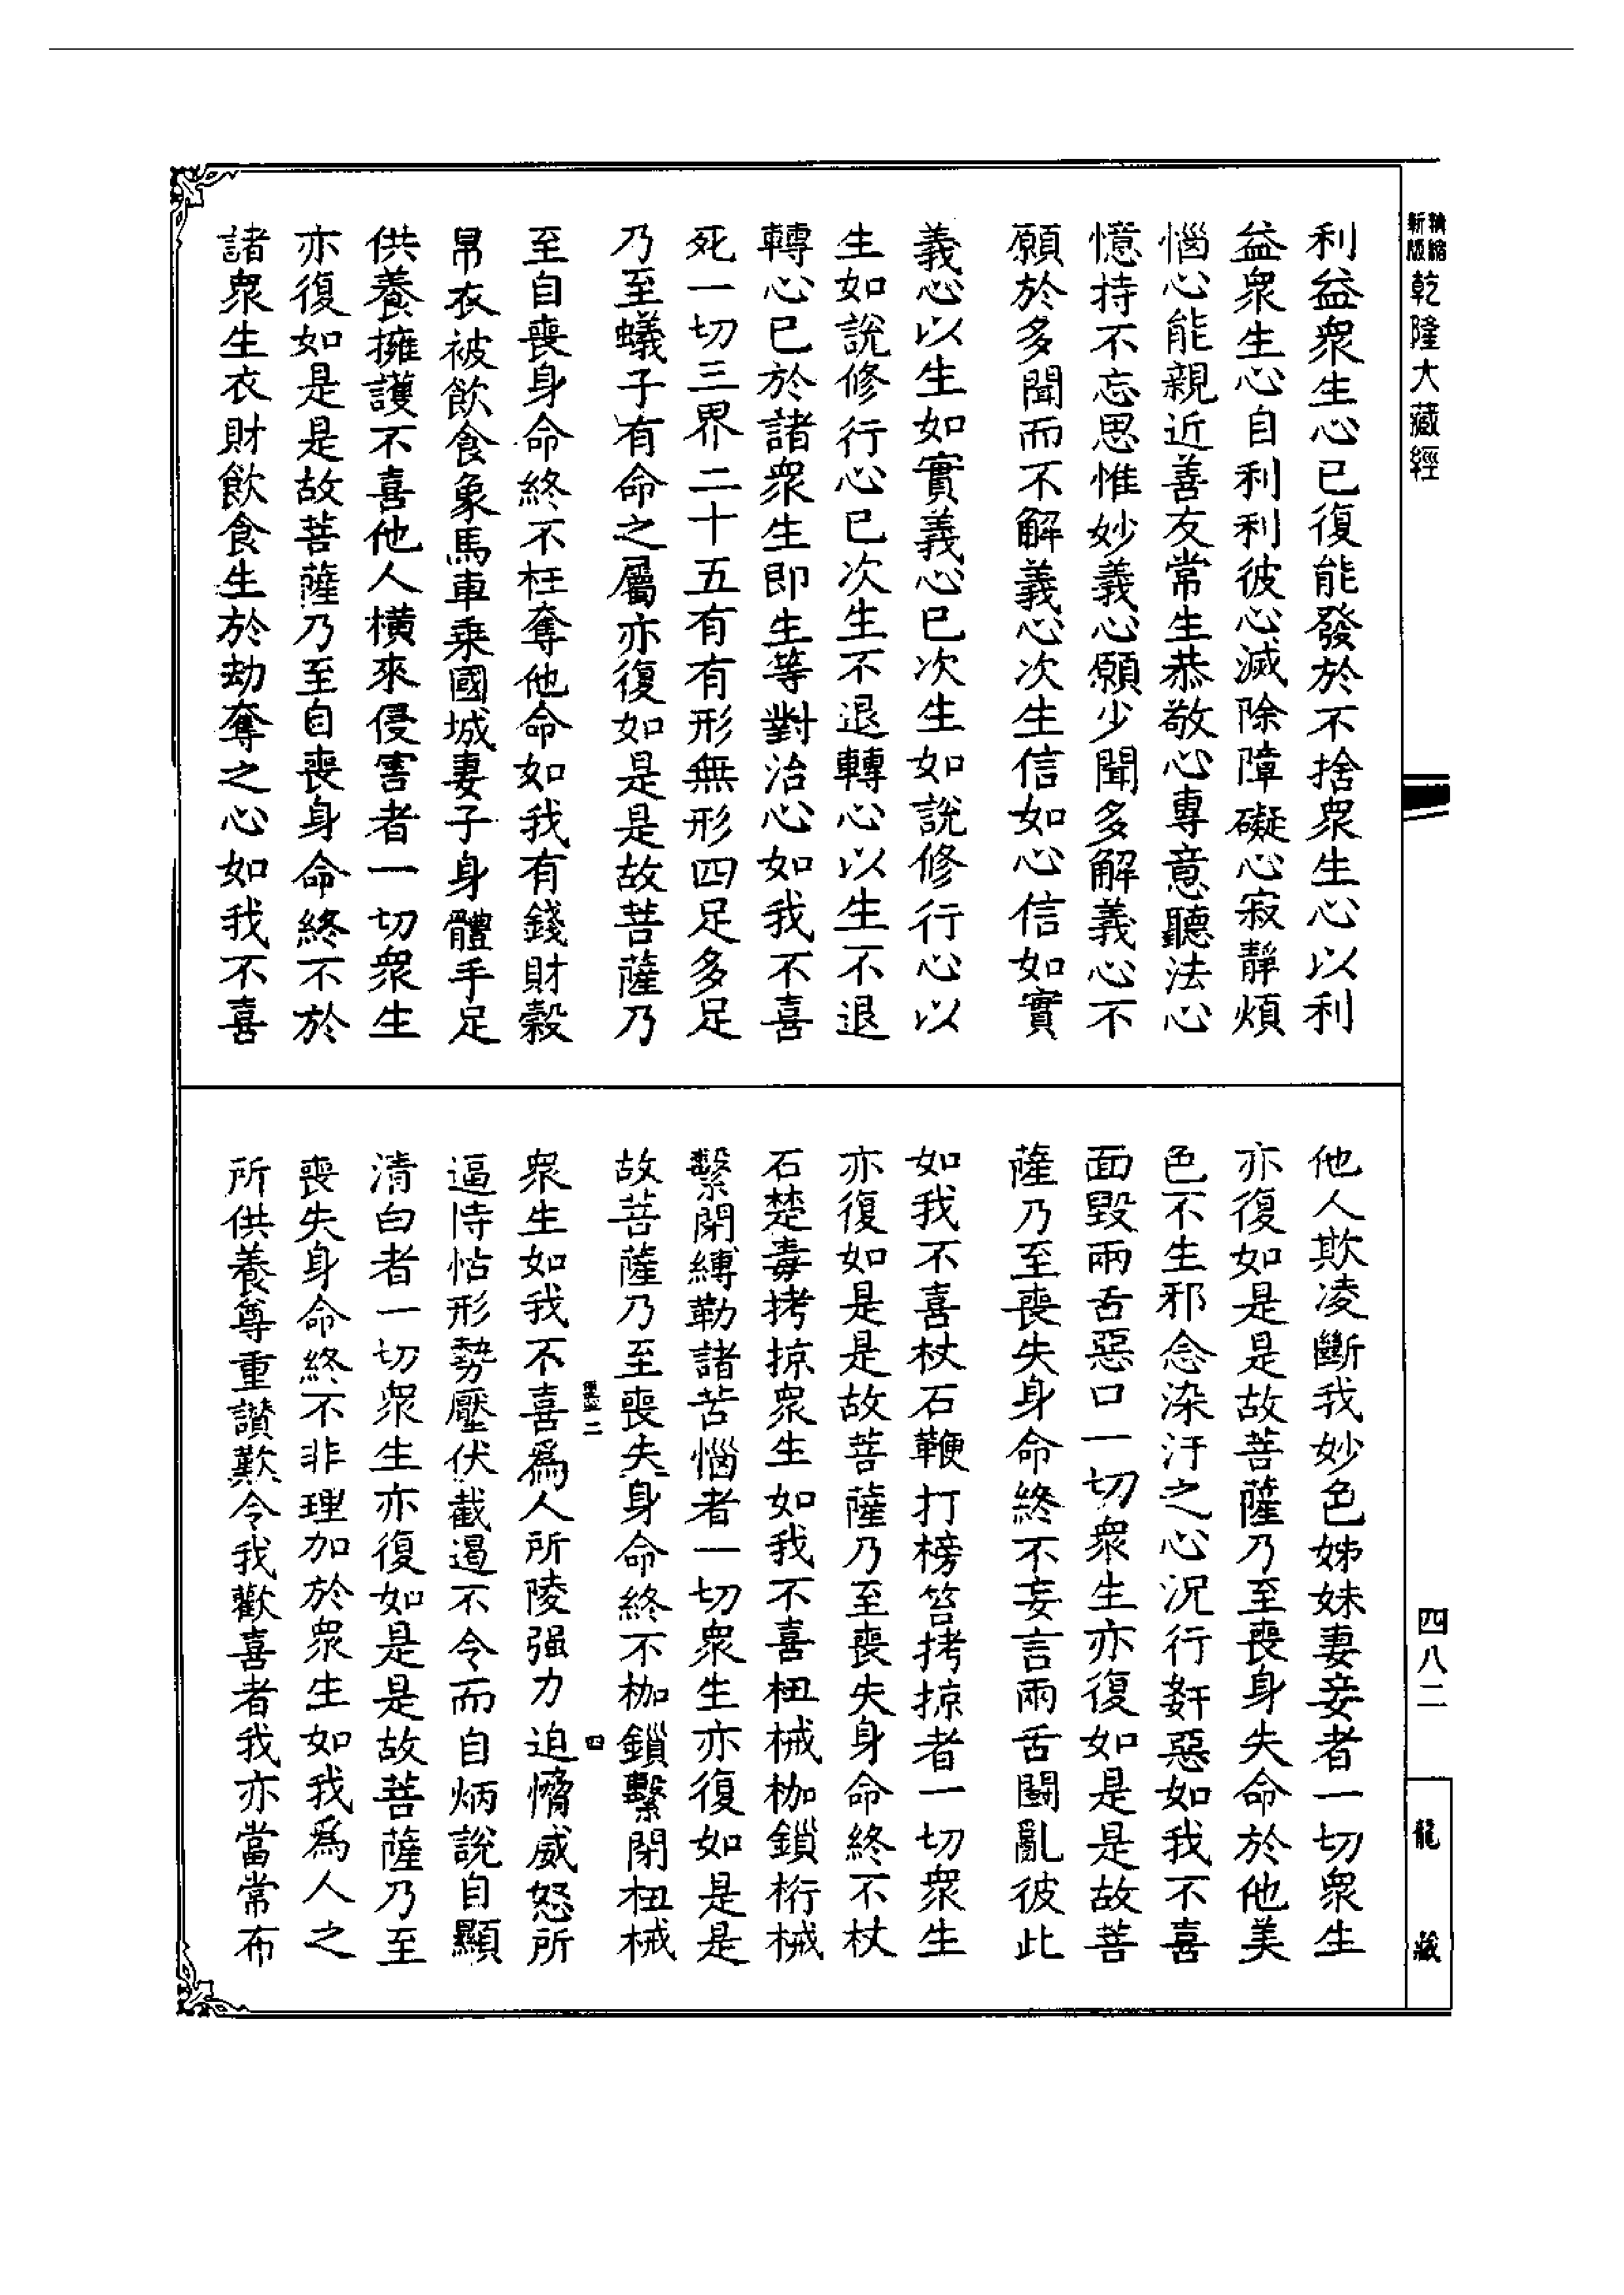 精縮新版乾隆大藏經
利益衆生心已復能發於不捨衆生心以利
益衆生心自利利彼心滅除障礙心寂靜煩
惱心能親近善友常生恭敬心專意聽法心
憶持不忘思惟妙義心願少聞多解義心不
願於多聞而不解義心次生信如心信如實
義心以生如實義心已次生如說修行心以
生如說修行心已次生不退轉心以生不退
轉心已於諸衆生即生等對治心如我不喜
死一切三界二十五有有形無形四足多足
乃至蟻子有命之屬亦復如是是故菩薩乃
至自喪身命終不枉奪他命如我有錢財穀
帛衣被飲食象馬車乘國城妻子身體手足
供養擁護不喜他人橫來侵害者一切衆生
亦復如是是故菩薩乃至自喪身命終不於
諸衆生衣財飲食生於劫奪之心如我不喜
他人欺凌斷我妙色姊妹妻妾者一切衆生
亦復如是是故菩薩乃至喪身失命於他美
色不生邪念染汙之心況行姧惡如我不喜
面毀兩舌惡口一切衆生亦復如是是故菩
薩乃至喪失身命終不妄言兩舌鬭亂彼此
如我不喜杖石鞭打榜笞拷掠者一切衆生
亦復如是是故菩薩乃至喪失身命終不杖
石楚毒拷掠衆生如我不喜杻械枷鎖桁械
繫閉縛勒諸苦惱者一切衆生亦復如是是
故菩薩乃至喪失身命終不枷鎖繫閉杻械
二 四
衆生如我不喜爲人所陵强力迫憎威怒所
逼恃怙形勢壓伏截遏不令而自炳說自顯
清白者一切衆生亦復如是是故菩薩乃至
喪失身命終不非理加於衆生如我爲人之
所供養尊重讃歎令我歡喜者我亦當常布
四八二
龍藏